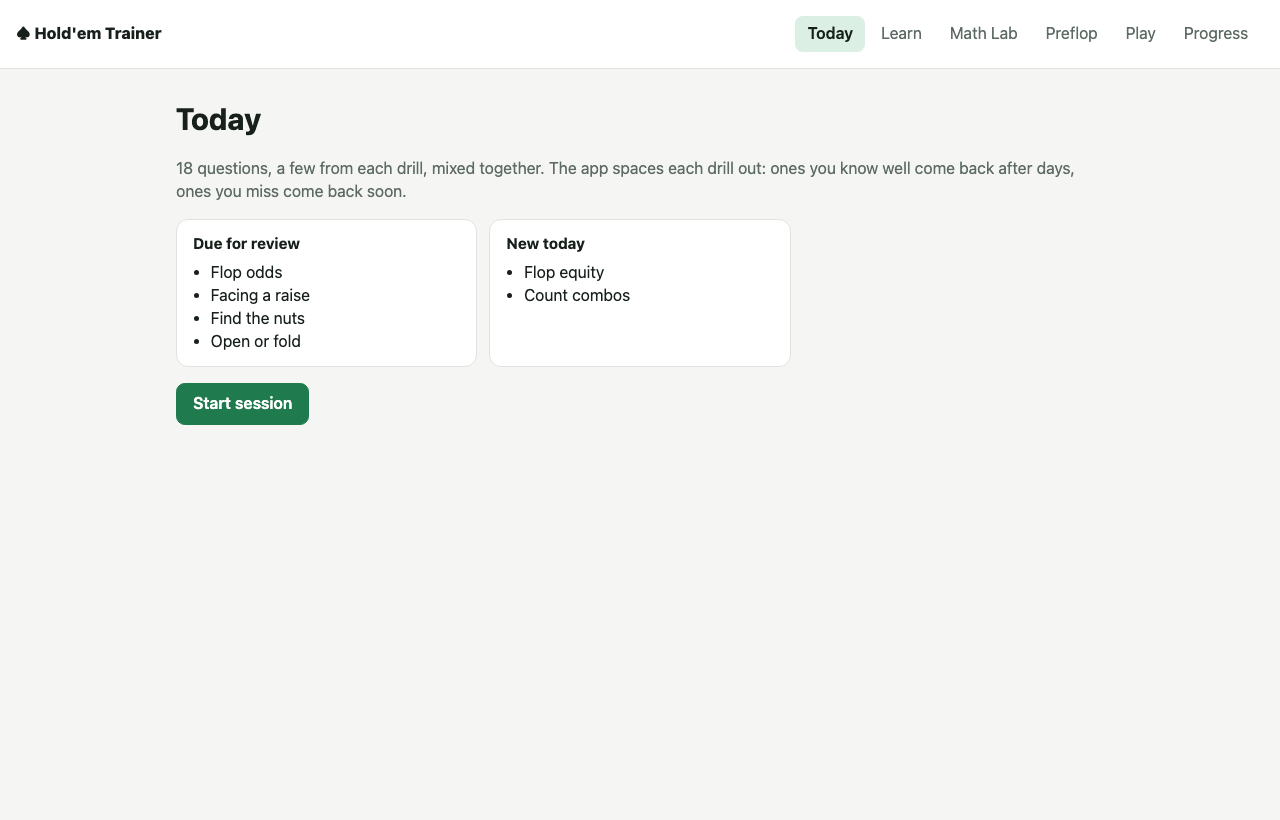 ♠ Hold'em Trainer
Today
Learn
Math Lab
Preflop
Play
Progress
Today
18 questions, a few from each drill, mixed together. The app spaces each drill out: ones you know well come back after days,
ones you miss come back soon.
Due for review
• Flop odds
• Facing a raise
• Find the nuts
• Open or fold
New today
• Flop equity
• Count combos
Start session